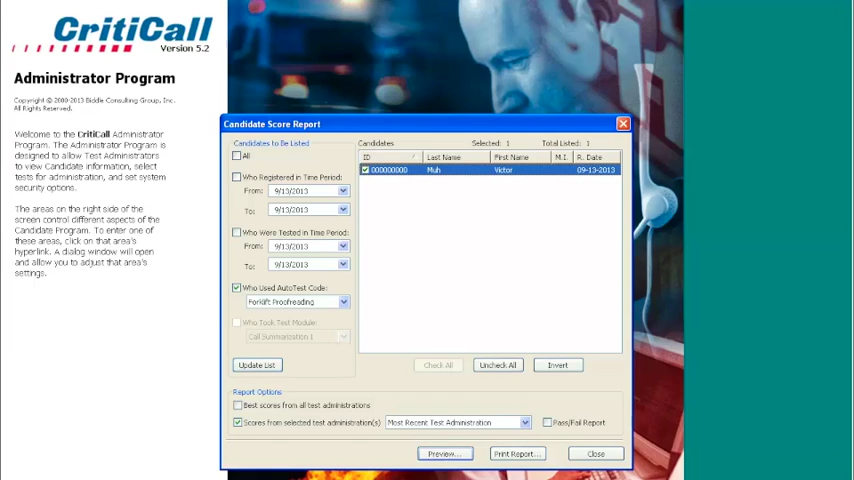 CritiCall
Version 5.2
Administrator Program
Copyright © 2000-2013 Biddle Consulting Group, Inc.
All Rights Reserved.
Welcome to the CritiCall Administrator
Program. The Administrator Program is
designed to allow Test Administrators
to view Candidate information, select
tests for administration, and set system
security options.
The areas on the right side of the
screen control different aspects of the
Candidate Program. To enter one of
these areas, click on that area's
hyperlink. A dialog window will open
and allow you to adjust that area's
settings.
Candidate Score Report
Candidates to Be Listed
All
Who Registered in Time Period:
From: 9/13/2013
To: 9/13/2013
Who Were Tested in Time Period:
From: 9/13/2013
To: 9/13/2013
Who Used AutoTest Code:
Forklift Proofreading
Who Took Test Module:
Call Summarization 1
Update List
Candidates Selected: 1 Total Listed: 1
ID Last Name First Name M.I. R. Date
000000000 Muh Victor 09-13-2013
Check All Uncheck All Invert
Report Options
Best scores from all test administrations
Scores from selected test administration(s) Most Recent Test Administration Pass/Fail Report
Preview... Print Report... Close